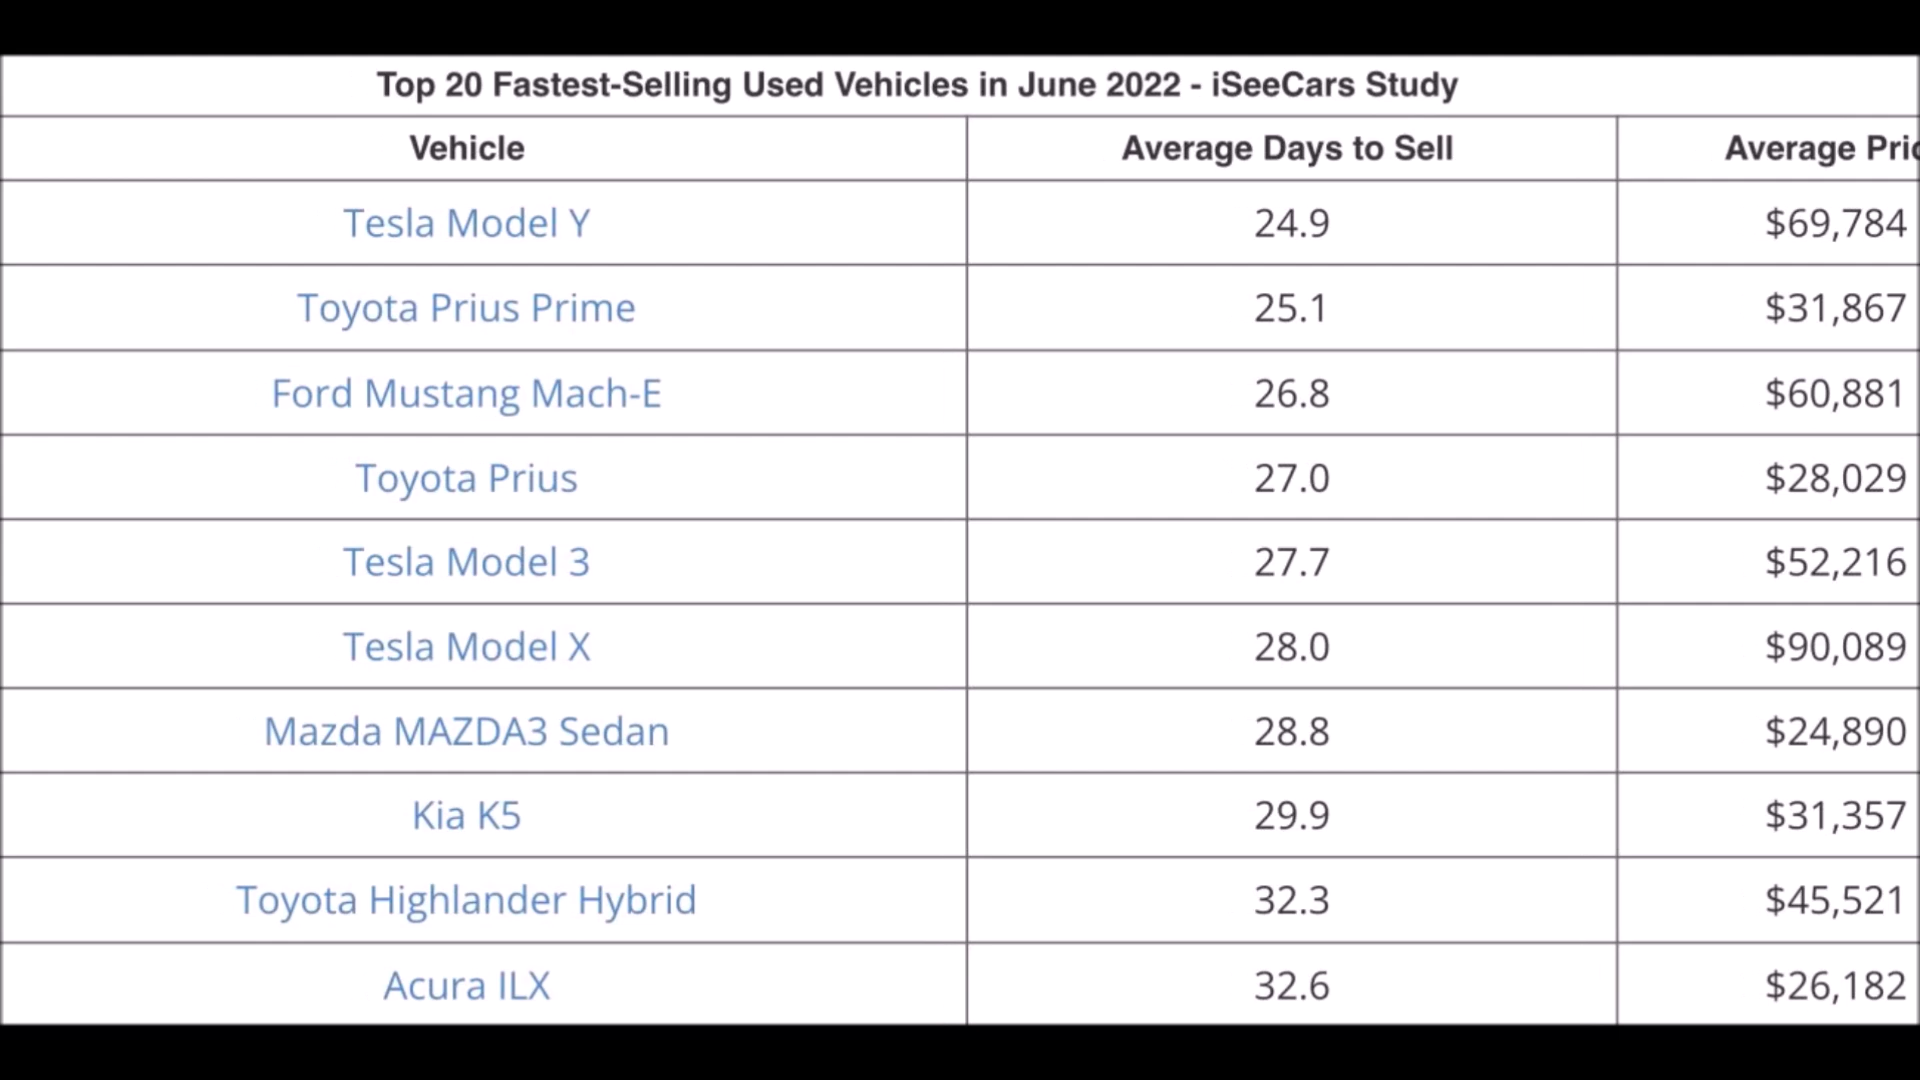 Top 20 Fastest-Selling Used Vehicles in June 2022 - iSeeCars Study
Vehicle Average Days to Sell Average Pric
Tesla Model Y 24.9 $69,784
Toyota Prius Prime 25.1 $31,867
Ford Mustang Mach-E 26.8 $60,881
Toyota Prius 27.0 $28,029
Tesla Model 3 27.7 $52,216
Tesla Model X 28.0 $90,089
Mazda MAZDA3 Sedan 28.8 $24,890
Kia K5 29.9 $31,357
Toyota Highlander Hybrid 32.3 $45,521
Acura ILX 32.6 $26,182